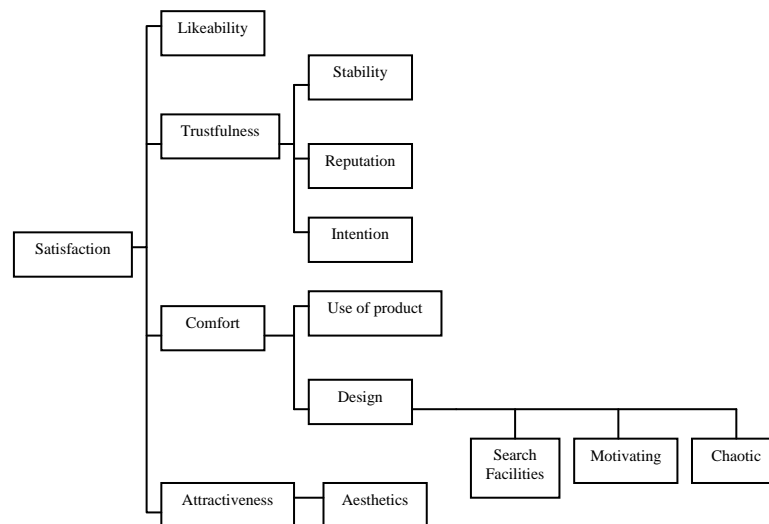 Likeability
Stability
Trustfulness
Reputation
Intention
Satisfaction
Use of product
Comfort
Design
Search
Facilities
Motivating
Chaotic
Attractiveness
Aesthetics